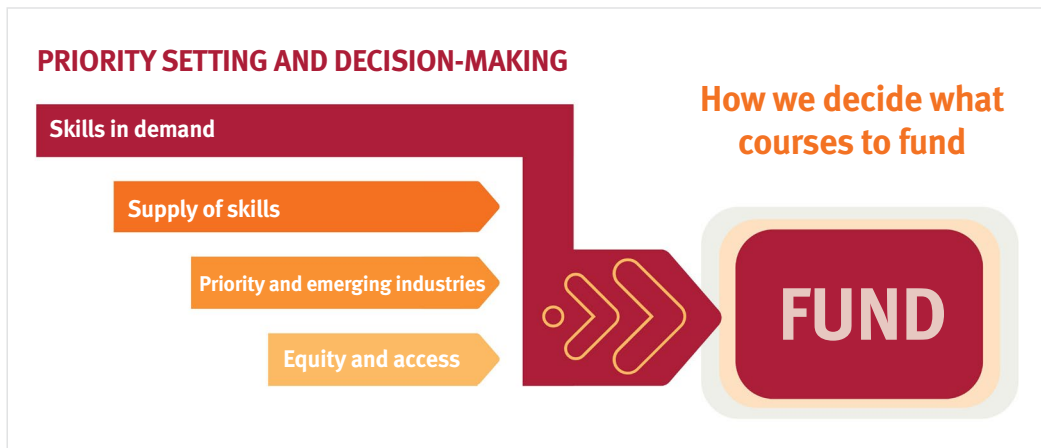 PRIORITY SETTING AND DECISION-MAKING
Skills in demand
Supply of skills
Priority and emerging industries
Equity and access
How we decide what
courses to fund
FUND